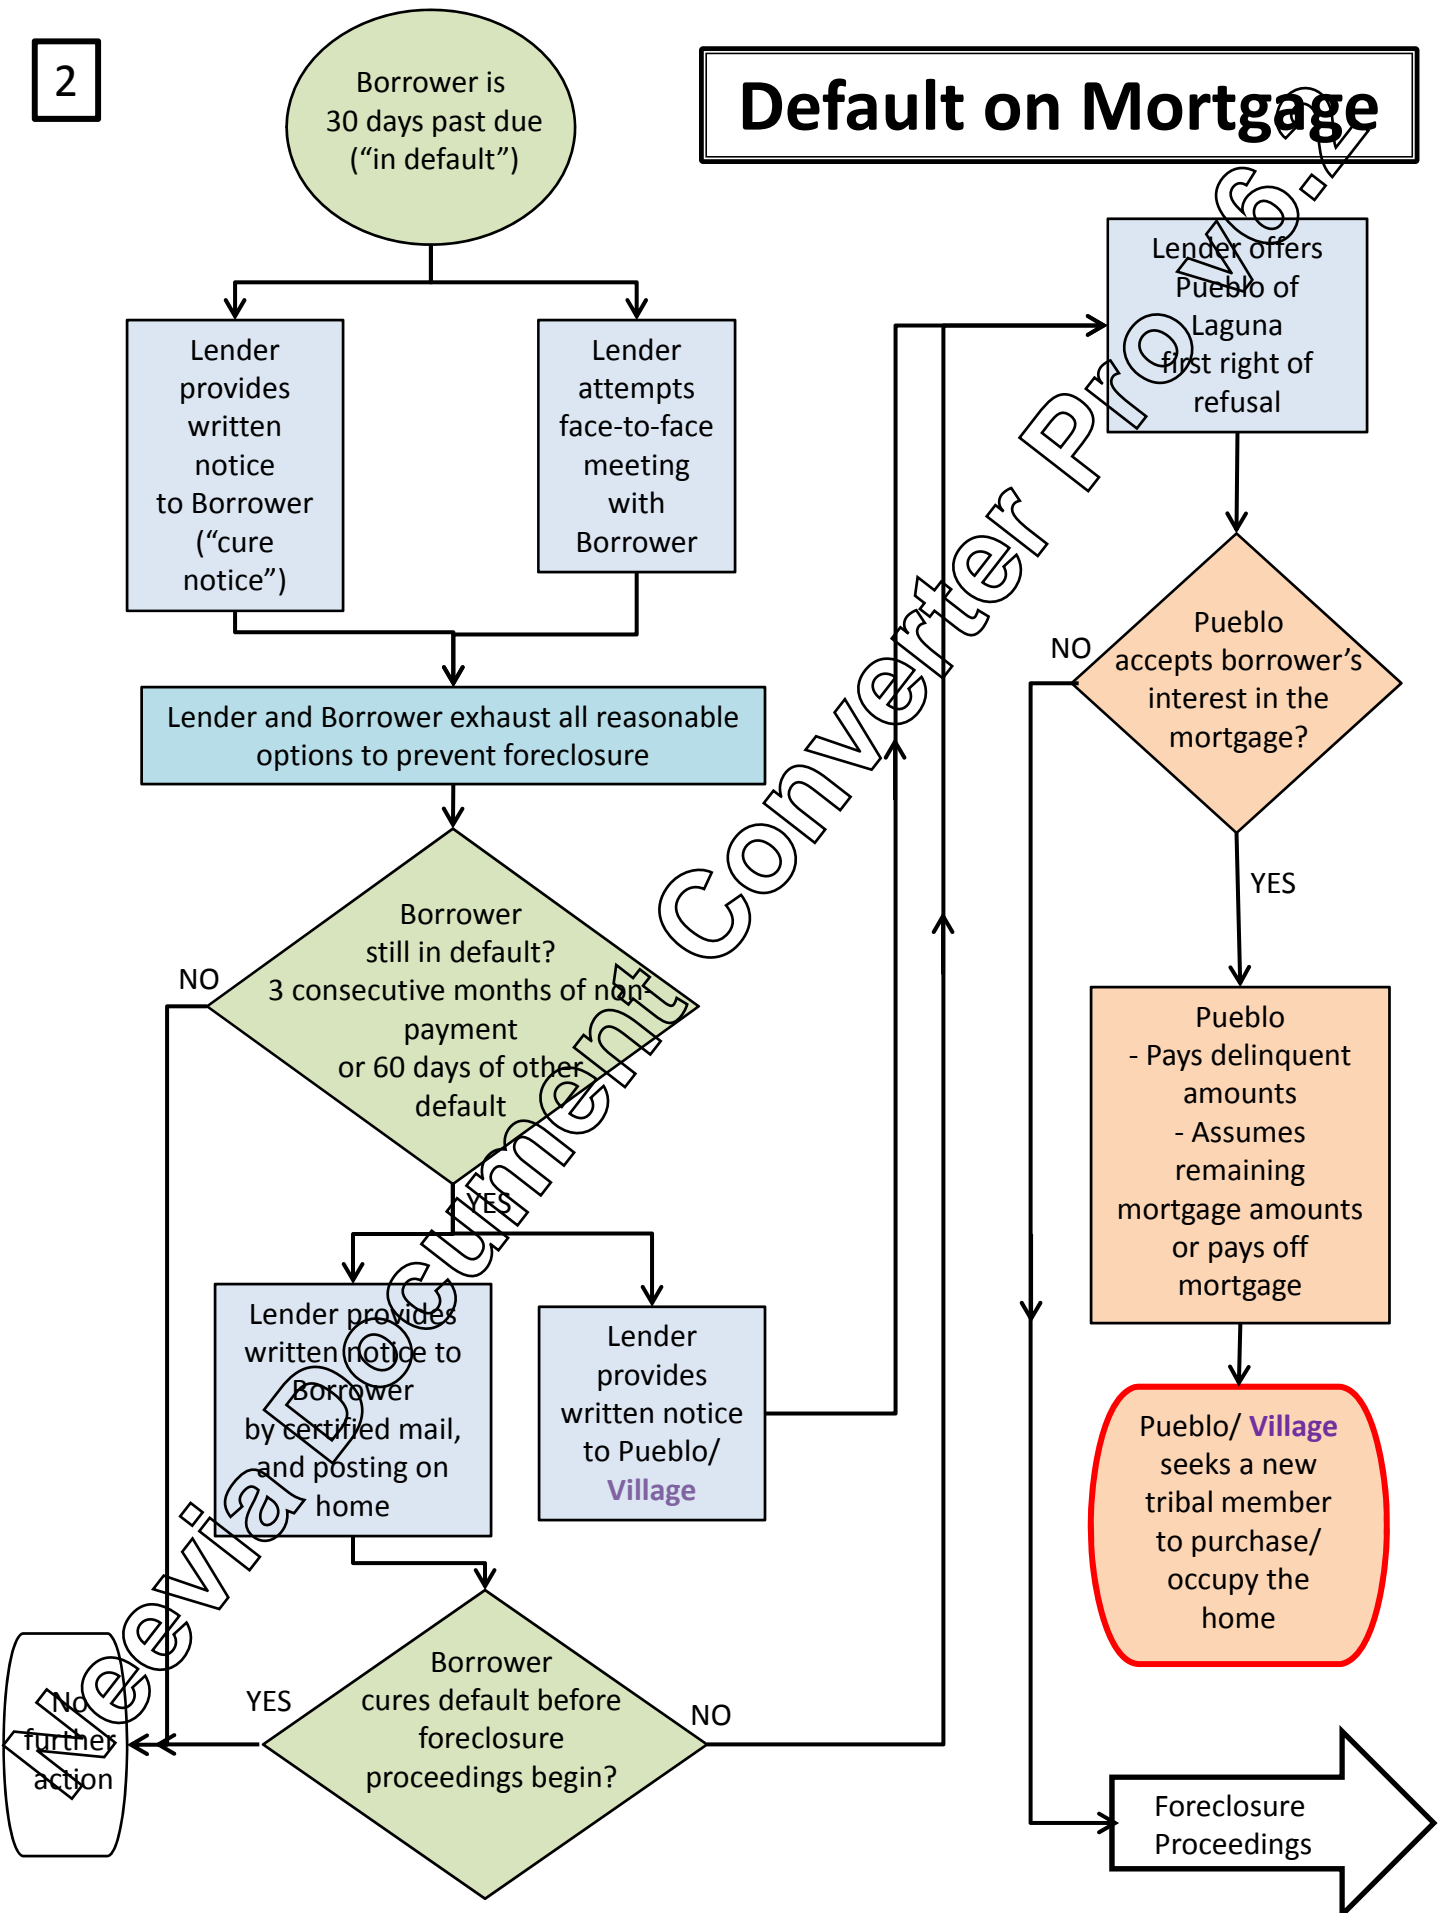 2
Default on Mortgage
Borrower is
30 days past due
(“in default”)
Lender
provides
written
notice
to Borrower
(“cure
notice”)
Lender
attempts
face-to-face
meeting
with
Borrower
Lender and Borrower exhaust all reasonable
options to prevent foreclosure
Borrower
still in default?
3 consecutive months of non-
payment
or 60 days of other
default
NO
YES
Lender provides
written notice to
Borrower
by certified mail,
and posting on
home
Lender
provides
written notice
to Pueblo/
Village
Borrower
cures default before
foreclosure
proceedings begin?
YES
NO
No
further
action
Lender offers
Pueblo of
Laguna
first right of
refusal
Pueblo
accepts borrower’s
interest in the
mortgage?
NO
YES
Pueblo
- Pays delinquent
amounts
- Assumes
remaining
mortgage amounts
or pays off
mortgage
Pueblo/ Village
seeks a new
tribal member
to purchase/
occupy the
home
Foreclosure
Proceedings
Neevia Document Converter Pro v6.2